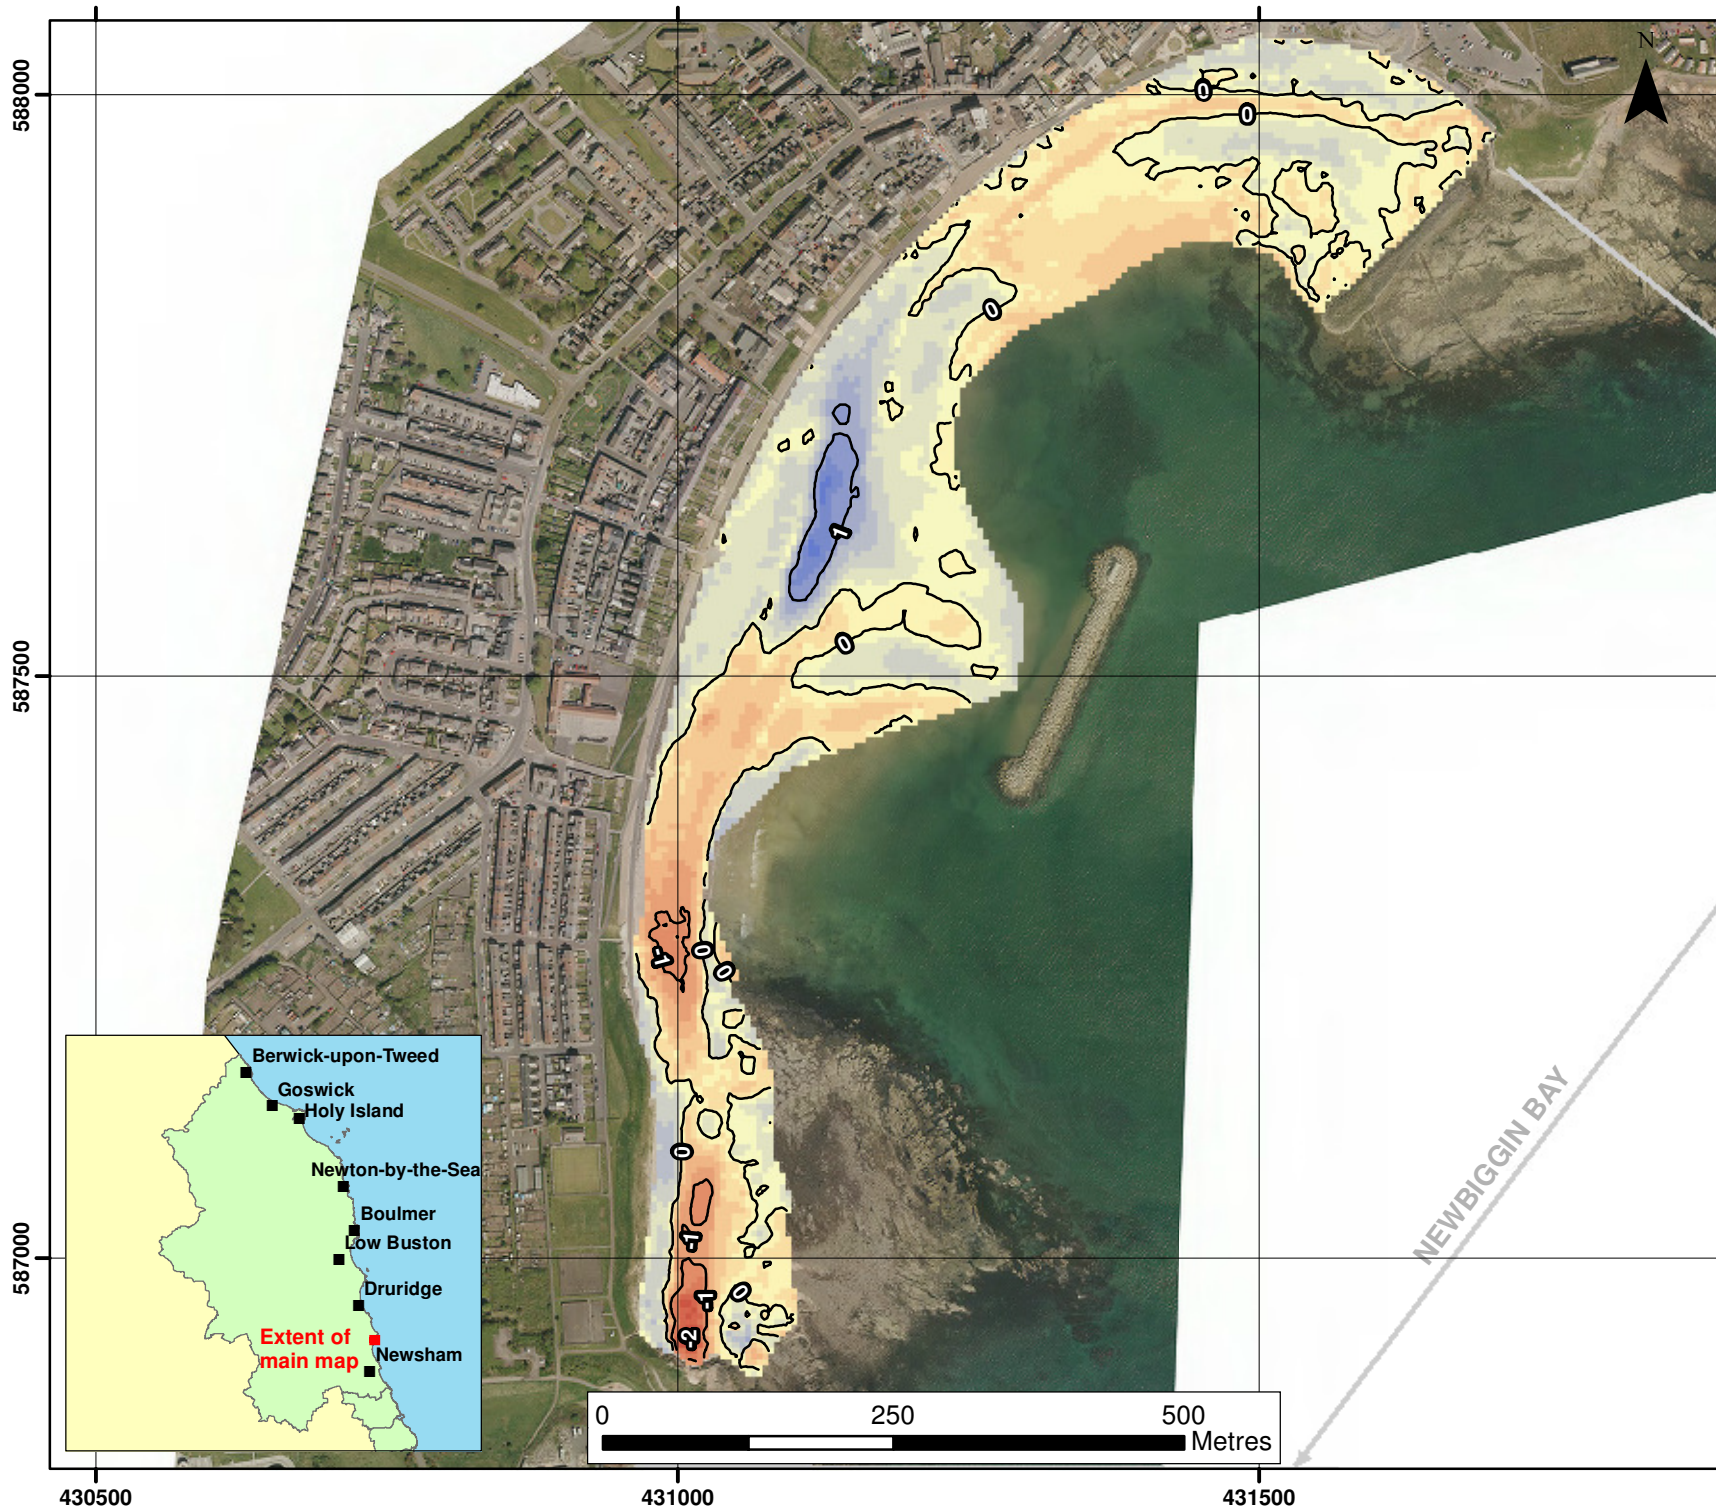 N
588000
0
0
0
1
0
587500
-1
0
0
0
-1
587000
-1
0
-2
NEWBIGGIN BAY
Berwick-upon-Tweed
Goswick
Holy Island
Newton-by-the-Sea
Boulmer
Low Buston
Druridge
Extent of
main map
Newsham
0 250 500
Metres
430500 431000 431500